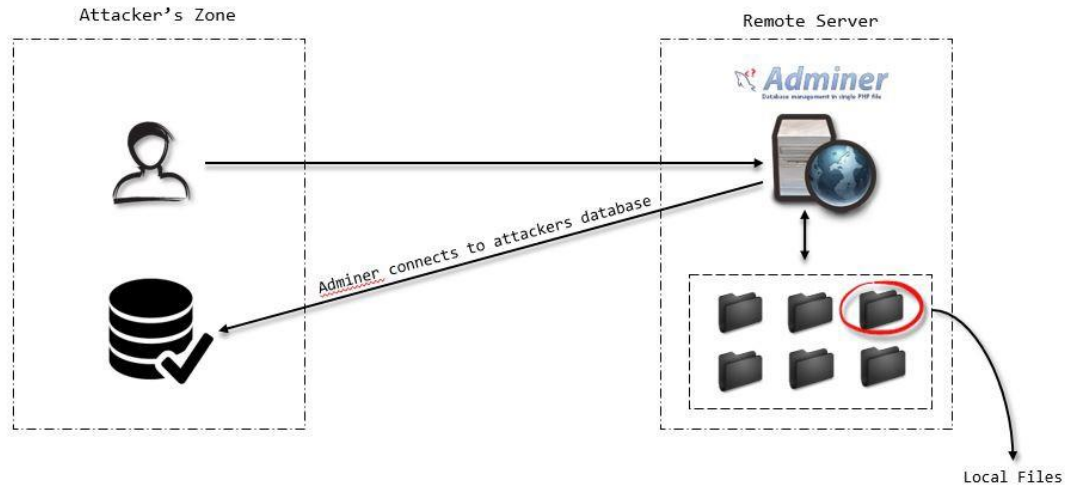 Attacker's Zone
Remote Server
Adminer
Database management in single PHP file
Adminer connects to attackers database
Local Files